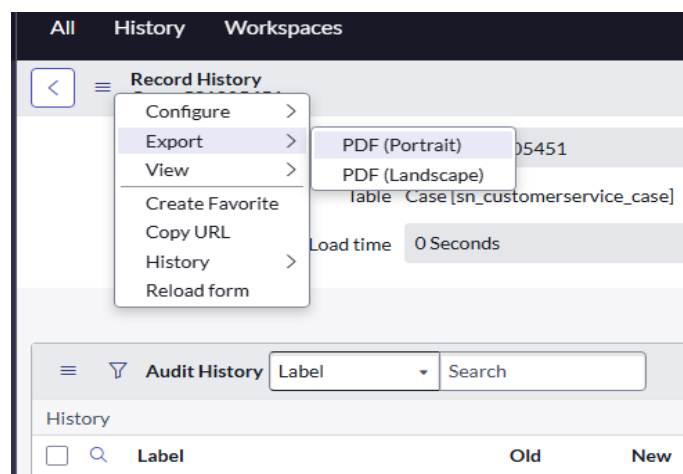 All History Workspaces
Record History
Configure
Export
View
Create Favorite
Copy URL
History
Reload form
PDF (Portrait)
PDF (Landscape)
05451
Table Case [sn_customerservice_case]
Load time 0 Seconds
Audit History Label Search
History
Label Old New